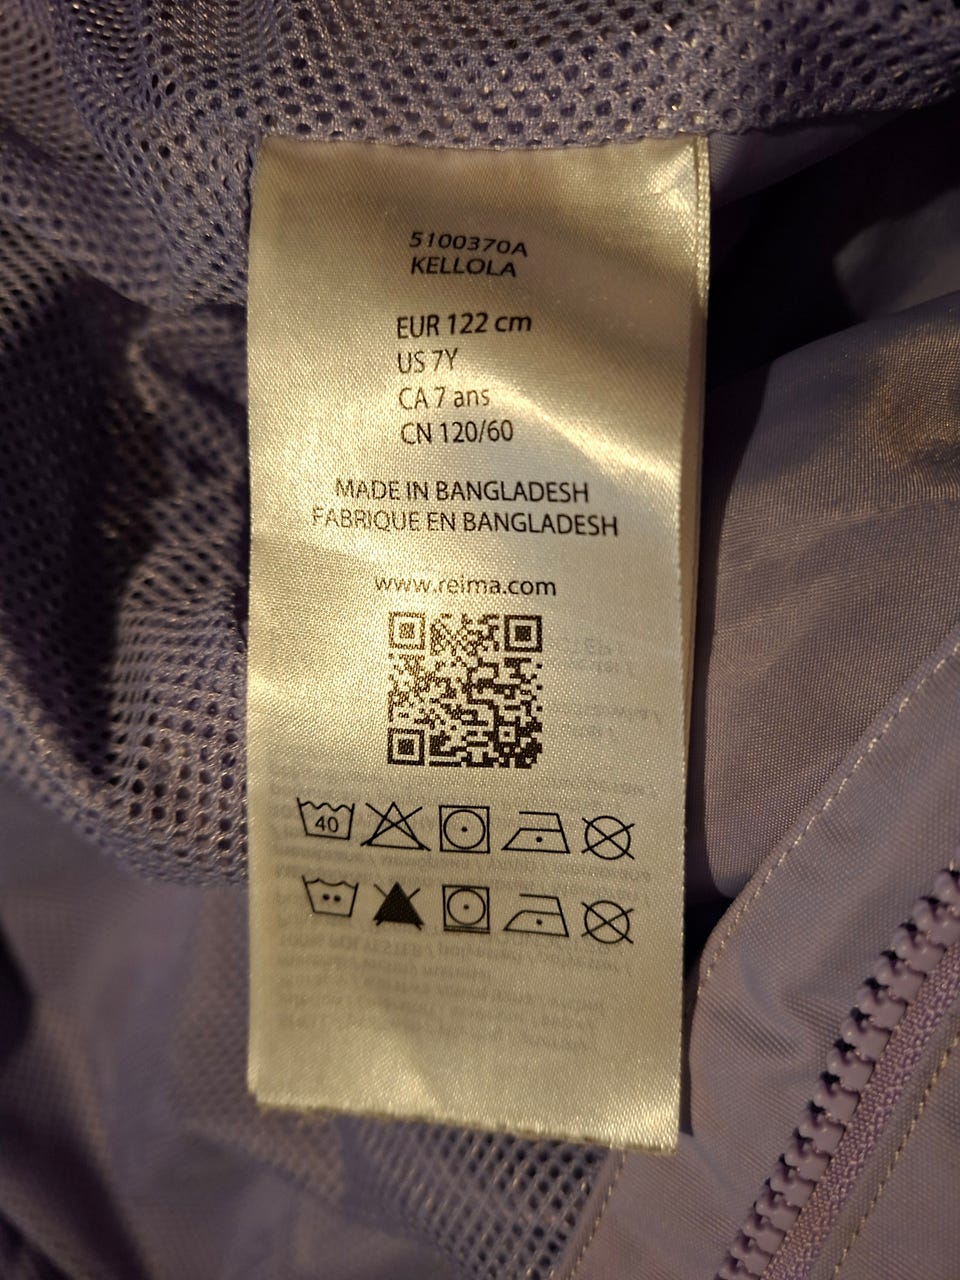 5100370A
KELLOLA
EUR 122 cm
US 7Y
CA 7 ans
CN 120/60
MADE IN BANGLADESH
FABRIQUE EN BANGLADESH
www.reima.com
40